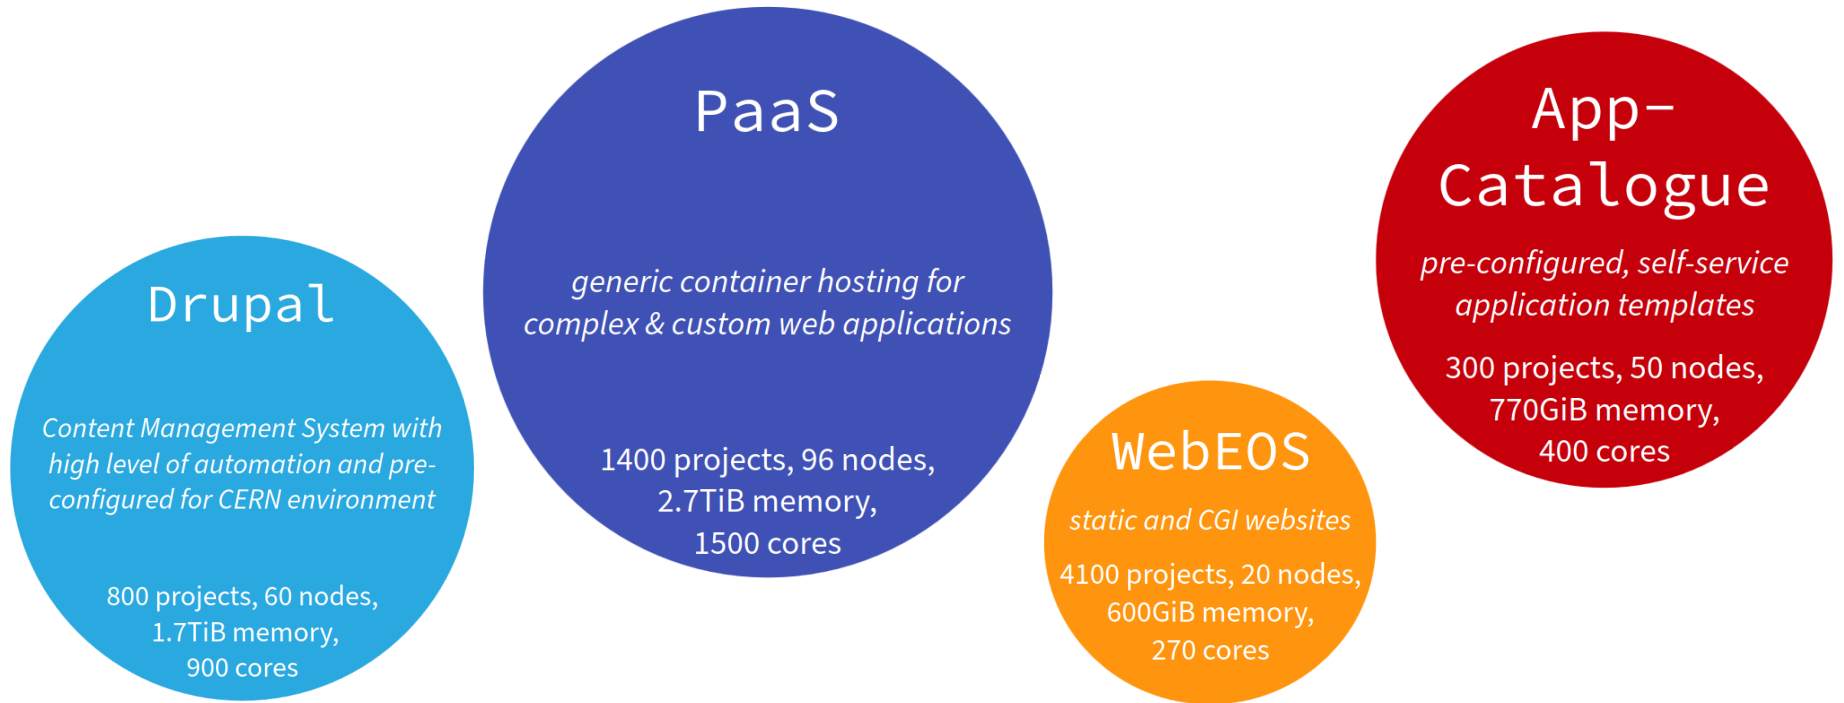 Drupal
Content Management System with
high level of automation and pre-
configured for CERN environment
800 projects, 60 nodes,
1.7TiB memory,
900 cores
PaaS
generic container hosting for
complex & custom web applications
1400 projects, 96 nodes,
2.7TiB memory,
1500 cores
WebEOS
static and CGI websites
4100 projects, 20 nodes,
600GiB memory,
270 cores
App-
Catalogue
pre-configured, self-service
application templates
300 projects, 50 nodes,
770GiB memory,
400 cores